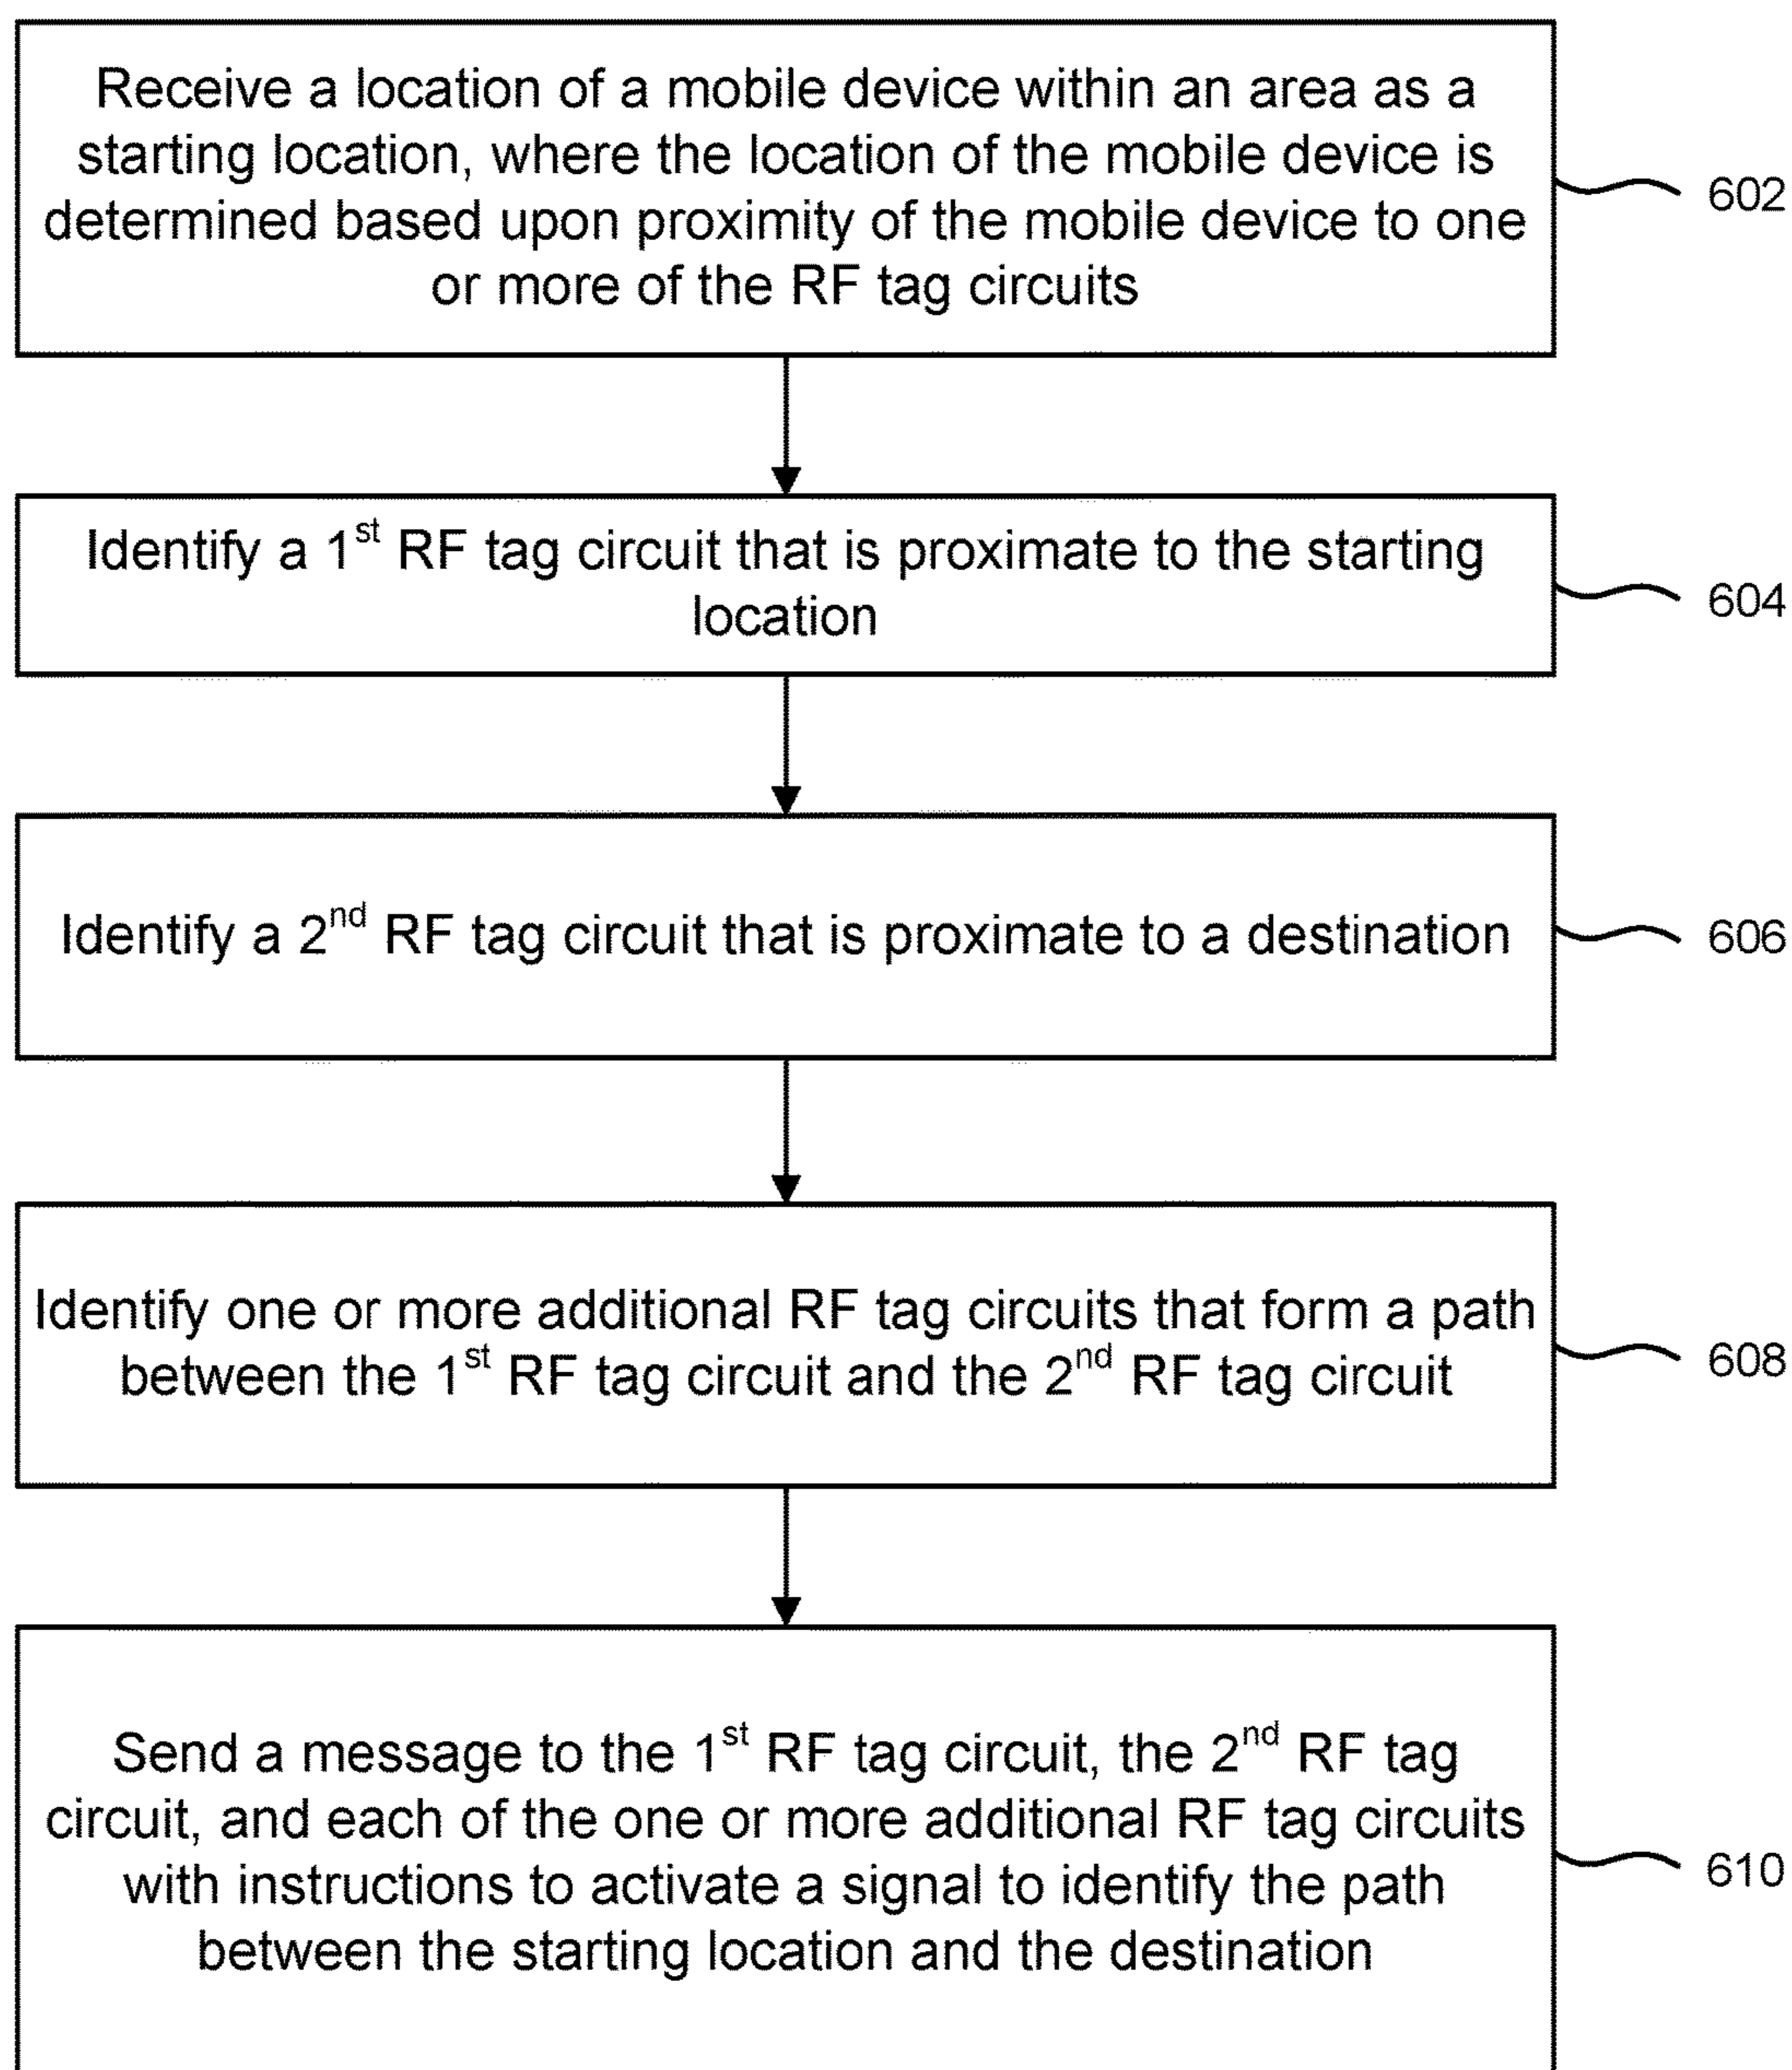 Receive a location of a mobile device within an area as a
starting location, where the location of the mobile device is
determined based upon proximity of the mobile device to one
or more of the RF tag circuits
602
Identify a 1st RF tag circuit that is proximate to the starting
location
604
Identify a 2nd RF tag circuit that is proximate to a destination
606
Identify one or more additional RF tag circuits that form a path
between the 1st RF tag circuit and the 2nd RF tag circuit
608
Send a message to the 1st RF tag circuit, the 2nd RF tag
circuit, and each of the one or more additional RF tag circuits
with instructions to activate a signal to identify the path
between the starting location and the destination
610